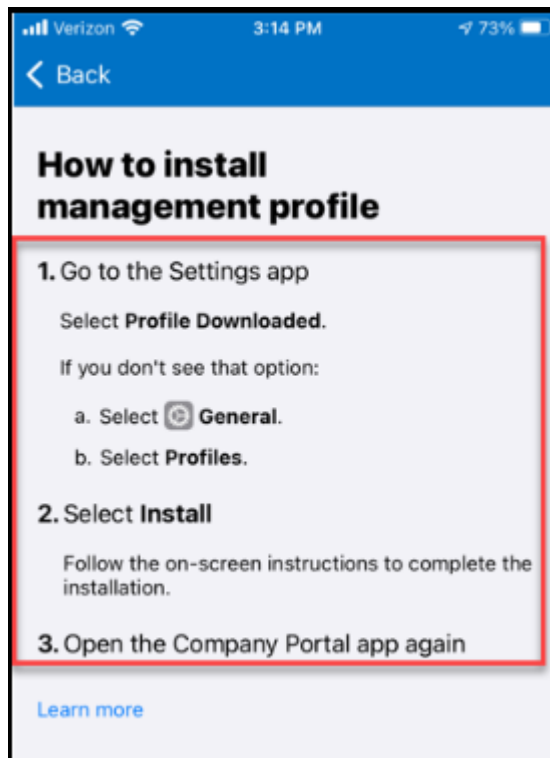 Verizon 3:14 PM 73%
Back
How to install
management profile
1. Go to the Settings app
Select Profile Downloaded.
If you don't see that option:
a. Select General.
b. Select Profiles.
2. Select Install
Follow the on-screen instructions to complete the
installation.
3. Open the Company Portal app again
Learn more